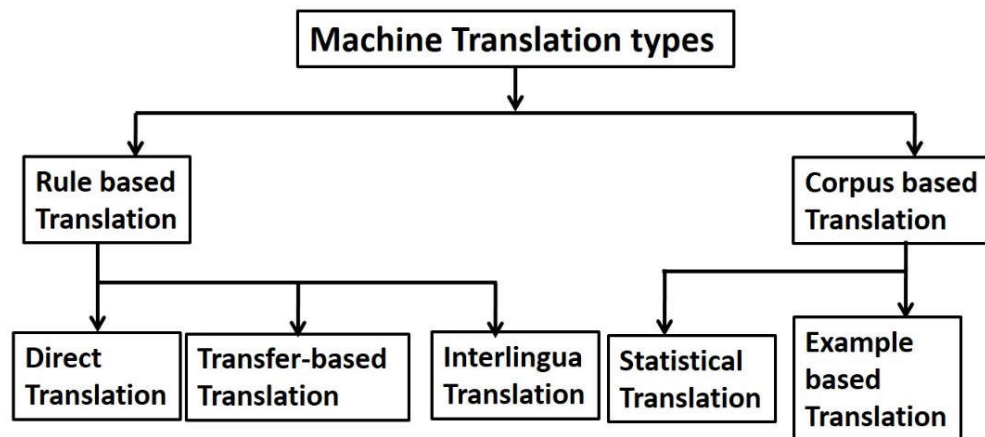 Machine Translation types
Rule based
Translation
Corpus based
Translation
Direct
Translation
Transfer-based
Translation
Interlingua
Translation
Statistical
Translation
Example
based
Translation